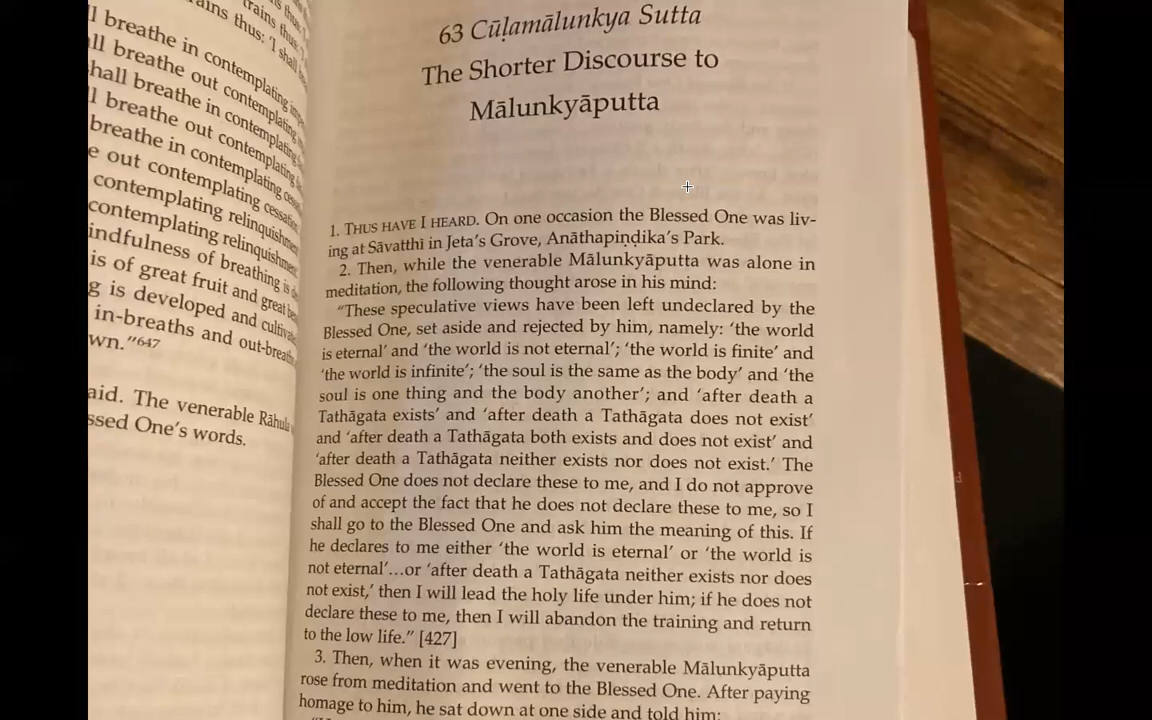 trains thus:
trains thus: 'I shall
ll breathe in contemplating
all breathe out contemplating
shall breathe in contemplating
ll breathe out contemplating
breathe in contemplating
e out contemplating cessation
contemplating relinquishment
contemplating relinquishment
indfulness of breathing is
is of great fruit and great
g is developed and
in-breaths and
wn."647
aid. The venerable Rāhula
ssed One's words.
63 Cūḷamālunkya Sutta
The Shorter Discourse to
Mālunkyāputta
1. THUS HAVE I HEARD. On one occasion the Blessed One was liv-
ing at Sāvatthī in Jeta's Grove, Anāthapiṇḍika's Park.
2. Then, while the venerable Mālunkyāputta was alone in
meditation, the following thought arose in his mind:
"These speculative views have been left undeclared by the
Blessed One, set aside and rejected by him, namely: 'the world
is eternal' and 'the world is not eternal'; 'the world is finite' and
'the world is infinite'; 'the soul is the same as the body' and 'the
soul is one thing and the body another'; and 'after death a
Tathāgata exists' and 'after death a Tathāgata does not exist'
and 'after death a Tathāgata both exists and does not exist' and
'after death a Tathāgata neither exists nor does not exist.' The
Blessed One does not declare these to me, and I do not approve
of and accept the fact that he does not declare these to me, so I
shall go to the Blessed One and ask him the meaning of this. If
he declares to me either 'the world is eternal' or 'the world is
not eternal'...or 'after death a Tathāgata neither exists nor does
not exist,' then I will lead the holy life under him; if he does not
declare these to me, then I will abandon the training and return
to the low life." [427]
3. Then, when it was evening, the venerable Mālunkyāputta
rose from meditation and went to the Blessed One. After paying
homage to him, he sat down at one side and told him: